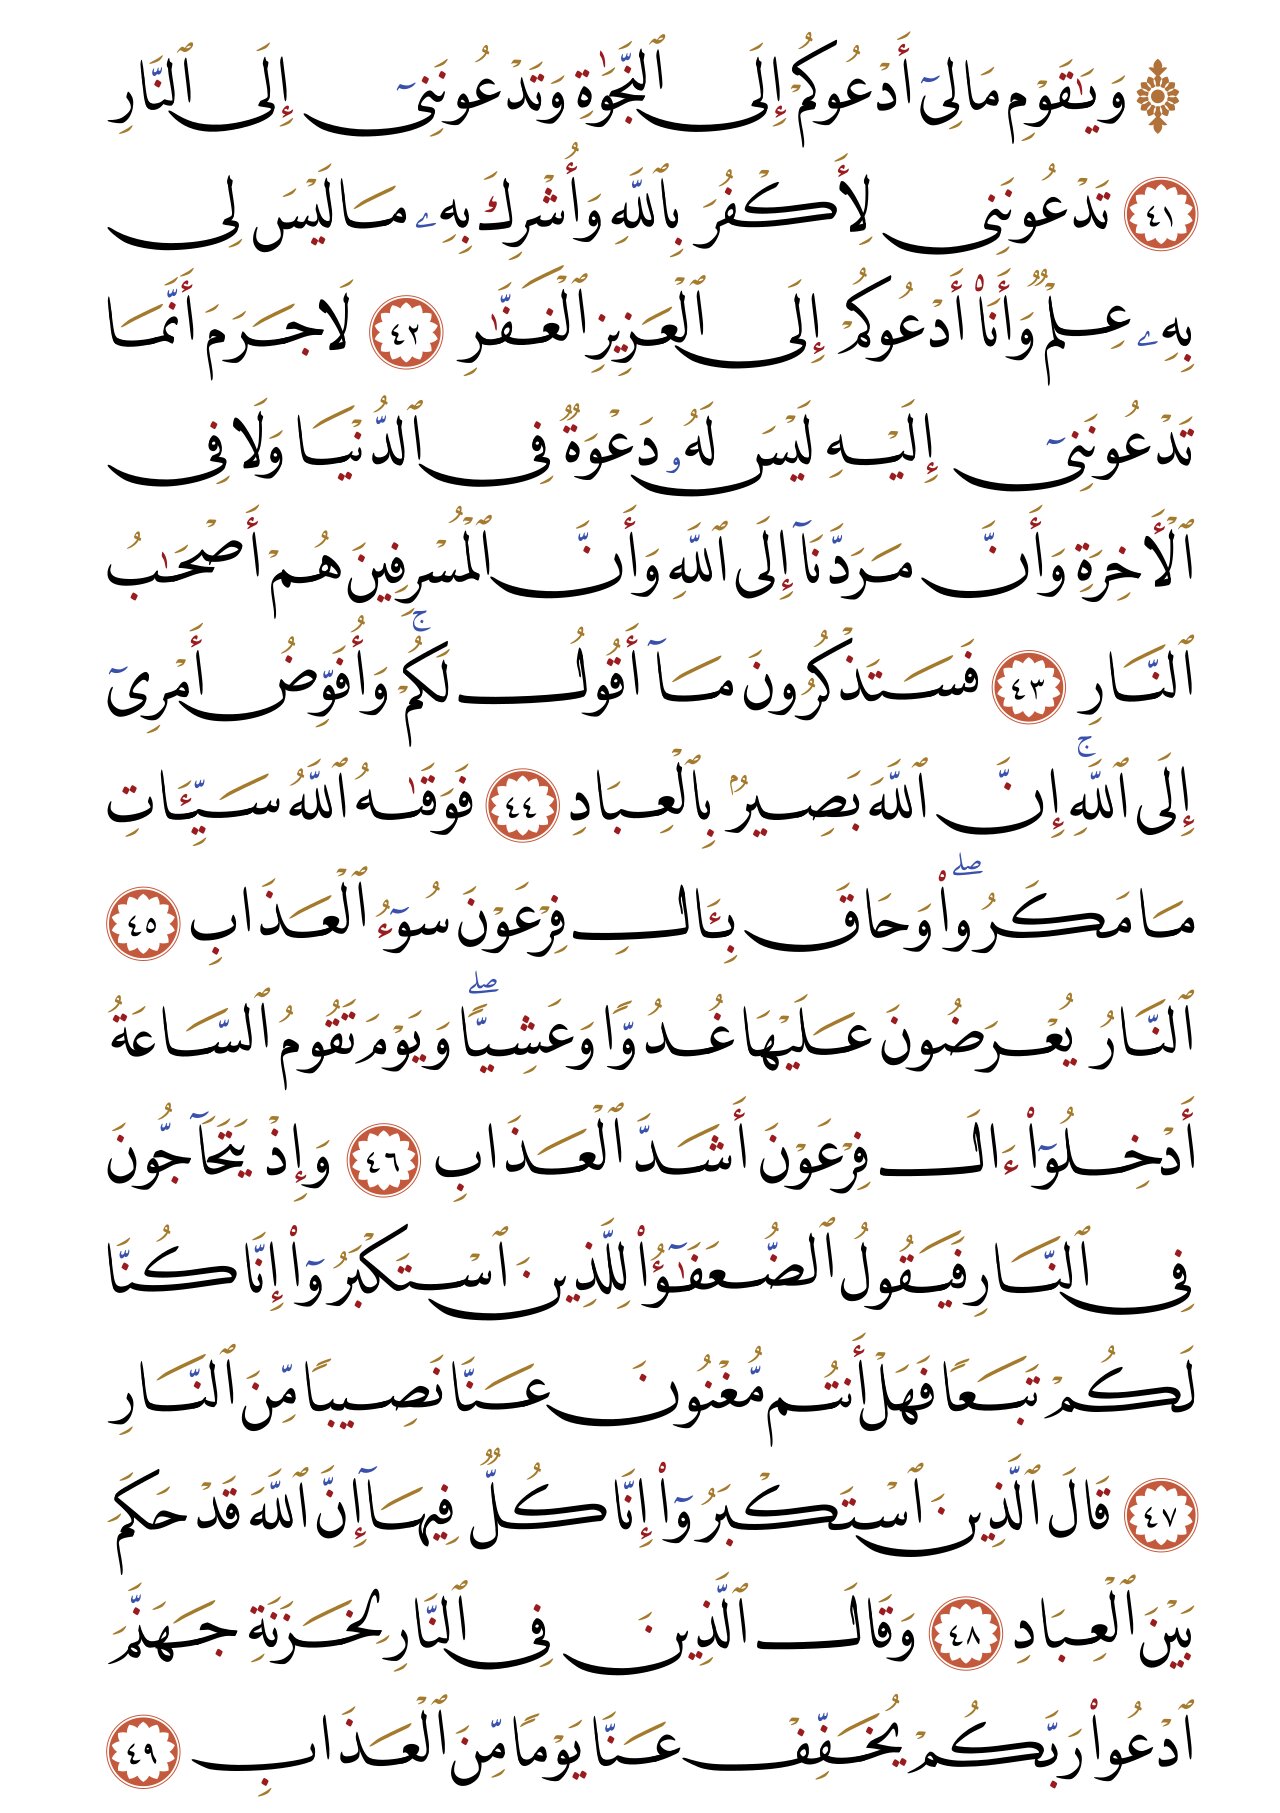 ۞ وَيَٰقَوْمِ مَا لِىٓ أَدْعُوكُمْ إِلَى ٱلنَّجَوٰةِ وَتَدْعُونَنِىٓ إِلَى ٱلنَّارِ
٤١ تَدْعُونَنِى لِأَكْفُرَ بِٱللَّهِ وَأُشْرِكَ بِهِۦ مَا لَيْسَ لِى
بِهِۦ عِلْمٌ وَأَنَا۠ أَدْعُوكُمْ إِلَى ٱلْعَزِيزِ ٱلْغَفَّٰرِ ٤٢ لَا جَرَمَ أَنَّمَا
تَدْعُونَنِىٓ إِلَيْهِ لَيْسَ لَهُۥ دَعْوَةٌ فِى ٱلدُّنْيَا وَلَا فِى
ٱلْأَخِرَةِ وَأَنَّ مَرَدَّنَآ إِلَى ٱللَّهِ وَأَنَّ ٱلْمُسْرِفِينَ هُمْ أَصْحَٰبُ
ٱلنَّارِ ٤٣ فَسَتَذْكُرُونَ مَآ أَقُولُ لَكُمْ ۚ وَأُفَوِّضُ أَمْرِىٓ
إِلَى ٱللَّهِ ۚ إِنَّ ٱللَّهَ بَصِيرٌۢ بِٱلْعِبَادِ ٤٤ فَوَقَىٰهُ ٱللَّهُ سَيِّـَٔاتِ
مَا مَكَرُوا۟ ۖ وَحَاقَ بِـَٔالِ فِرْعَوْنَ سُوٓءُ ٱلْعَذَابِ ٤٥
ٱلنَّارُ يُعْرَضُونَ عَلَيْهَا غُدُوًّا وَعَشِيًّا ۖ وَيَوْمَ تَقُومُ ٱلسَّاعَةُ
أَدْخِلُوٓا۟ ءَالَ فِرْعَوْنَ أَشَدَّ ٱلْعَذَابِ ٤٦ وَإِذْ يَتَحَآجُّونَ
فِى ٱلنَّارِ فَيَقُولُ ٱلضُّعَفَٰٓؤُا۟ لِلَّذِينَ ٱسْتَكْبَرُوٓا۟ إِنَّا كُنَّا
لَكُمْ تَبَعًا فَهَلْ أَنتُم مُّغْنُونَ عَنَّا نَصِيبًا مِّنَ ٱلنَّارِ
٤٧ قَالَ ٱلَّذِينَ ٱسْتَكْبَرُوٓا۟ إِنَّا كُلٌّ فِيهَآ إِنَّ ٱللَّهَ قَدْ حَكَمَ
بَيْنَ ٱلْعِبَادِ ٤٨ وَقَالَ ٱلَّذِينَ فِى ٱلنَّارِ لِخَزَنَةِ جَهَنَّمَ
ٱدْعُوا۟ رَبَّكُمْ يُخَفِّفْ عَنَّا يَوْمًا مِّنَ ٱلْعَذَابِ ٤٩